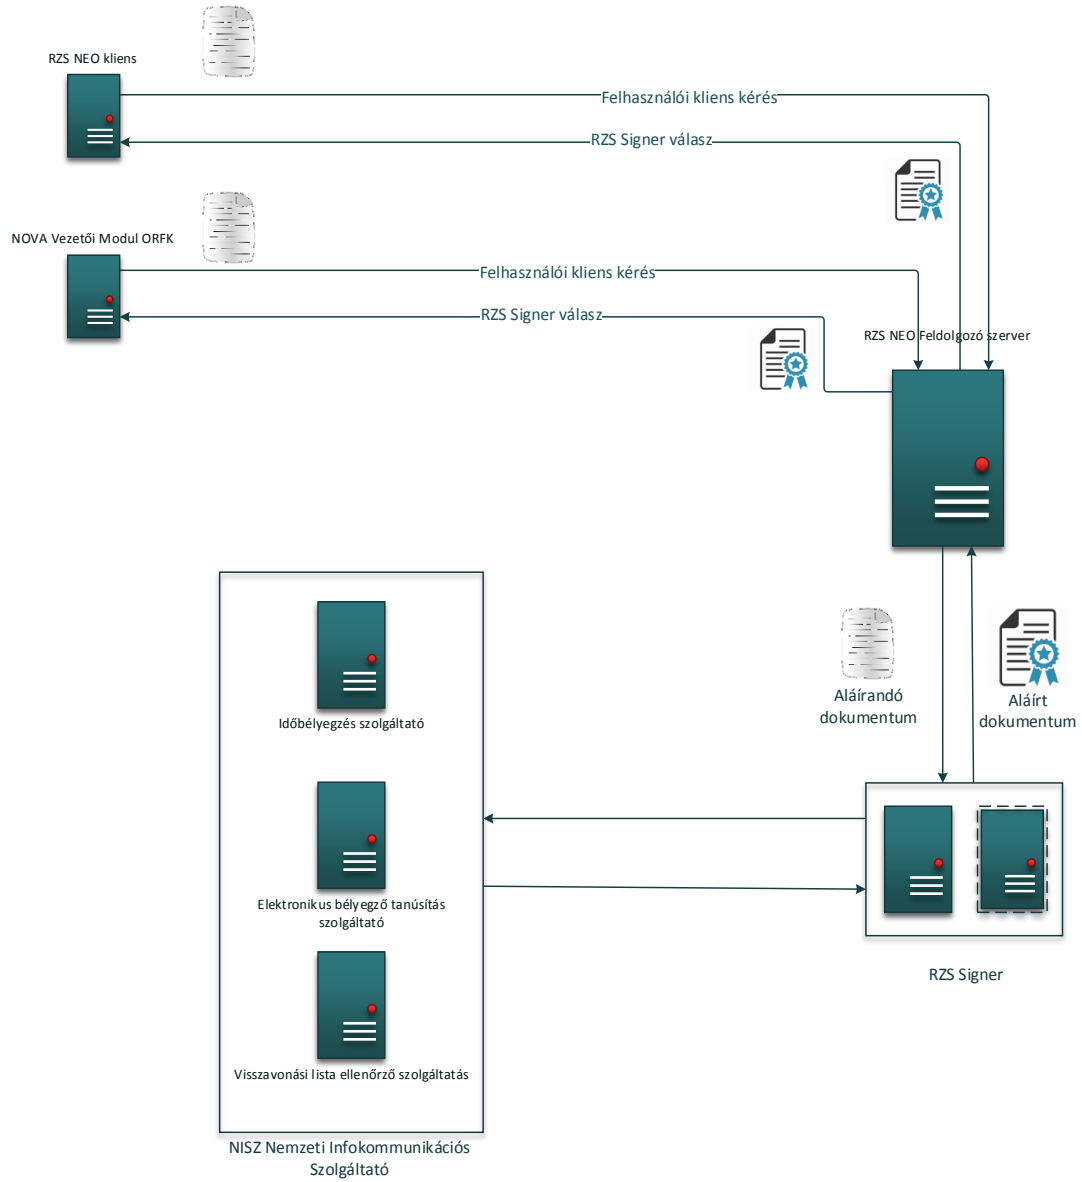 RZS NEO kliens
Felhasználói kliens kérés
RZS Signer válasz
NOVA Vezetői Modul ORFK
Felhasználói kliens kérés
RZS Signer válasz
RZS NEO Feldolgozó szerver
Aláírandó
dokumentum
Aláírt
dokumentum
Időbélyegzés szolgáltató
Elektronikus bélyegző tanúsítás
szolgáltató
RZS Signer
Visszavonási lista ellenőrző szolgáltatás
NISZ Nemzeti Infokommunikációs
Szolgáltató